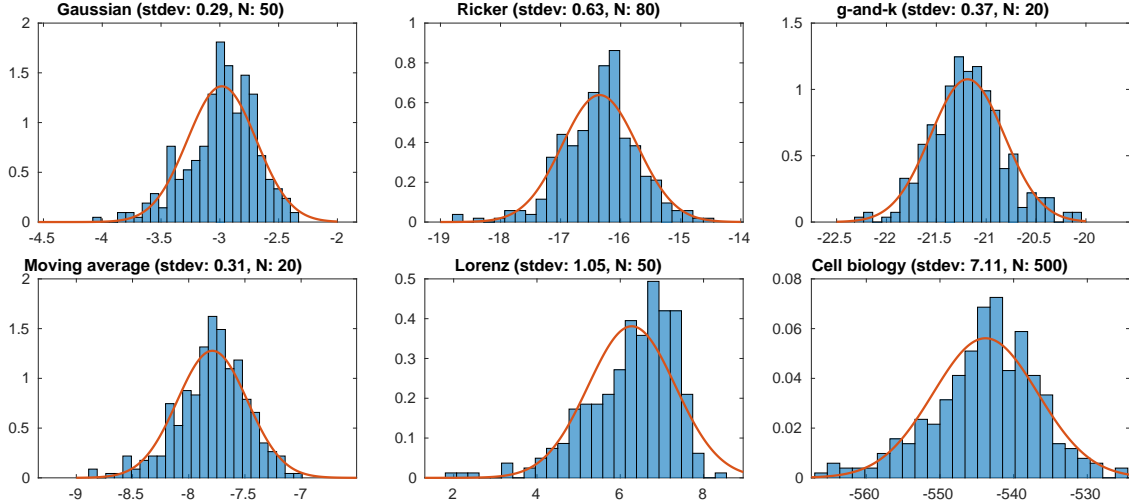 Gaussian (stdev: 0.29, N: 50)
2
1.5
1
0.5
0
-4.5 -4 -3.5 -3 -2.5 -2
Ricker (stdev: 0.63, N: 80)
1
0.8
0.6
0.4
0.2
0
-19 -18 -17 -16 -15 -14
g-and-k (stdev: 0.37, N: 20)
1.5
1
0.5
0
-22.5 -22 -21.5 -21 -20.5 -20
Moving average (stdev: 0.31, N: 20)
2
1.5
1
0.5
0
-9 -8.5 -8 -7.5 -7
Lorenz (stdev: 1.05, N: 50)
0.5
0.4
0.3
0.2
0.1
0
2 4 6 8
Cell biology (stdev: 7.11, N: 500)
0.08
0.06
0.04
0.02
0
-560 -550 -540 -530